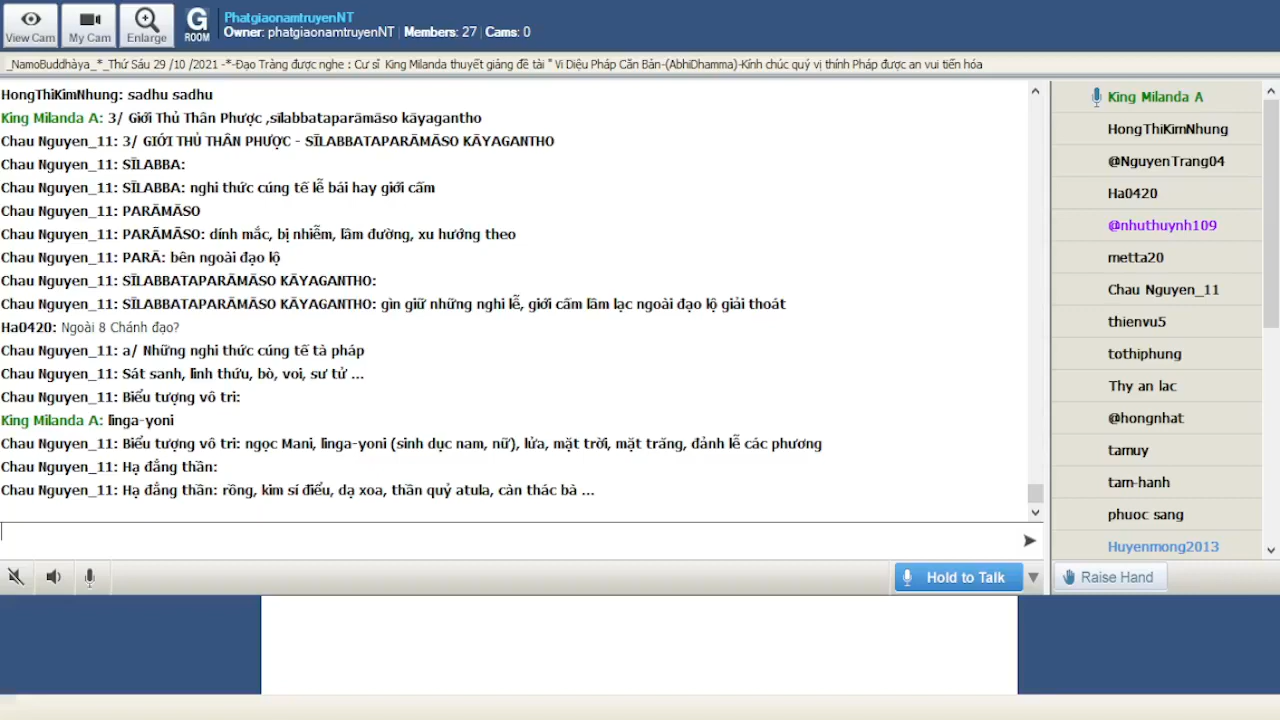 View Cam
My Cam
Enlarge
G
ROOM
PhatgiaonamtruyenNT
Owner: phatgiaonamtruyenNT | Members: 27 | Cams: 0
_NamoBuddhàya_*_Thứ Sáu 29 /10 /2021 -*-Đạo Tràng được nghe : Cư sĩ King Milanda thuyết giảng đề tài " Vi Diệu Pháp Căn Bản-(AbhiDhamma)-Kính chúc quý vị thính Pháp được an vui tiến hóa
HongThiKimNhung: sadhu sadhu
King Milanda A: 3/ Giới Thủ Thân Phược ,sīlabbataparāmāso kāyagantho
Chau Nguyen_11: 3/ GIỚI THỦ THÂN PHƯỢC - SĪLABBATAPARĀMĀSO KĀYAGANTHO
Chau Nguyen_11: SĪLABBA:
Chau Nguyen_11: SĪLABBA: nghi thức cúng tế lễ bái hay giới cấm
Chau Nguyen_11: PARĀMĀSO
Chau Nguyen_11: PARĀMĀSO: dính mắc, bị nhiễm, lầm đường, xu hướng theo
Chau Nguyen_11: PARĀ: bên ngoài đạo lộ
Chau Nguyen_11: SĪLABBATAPARĀMĀSO KĀYAGANTHO:
Chau Nguyen_11: SĪLABBATAPARĀMĀSO KĀYAGANTHO: gìn giữ những nghi lễ, giới cấm lầm lạc ngoài đạo lộ giải thoát
Ha0420: Ngoài 8 Chánh đạo?
Chau Nguyen_11: a/ Những nghi thức cúng tế tà pháp
Chau Nguyen_11: Sát sanh, linh thứu, bò, voi, sư tử ...
Chau Nguyen_11: Biểu tượng vô tri:
King Milanda A: liṅga-yoni
Chau Nguyen_11: Biểu tượng vô tri: ngọc Mani, liṅga-yoni (sinh dục nam, nữ), lửa, mặt trời, mặt trăng, đảnh lễ các phương
Chau Nguyen_11: Hạ đẳng thần:
Chau Nguyen_11: Hạ đẳng thần: rồng, kim sí điểu, dạ xoa, thần quỷ atula, càn thác bà ...
Hold to Talk
King Milanda A
HongThiKimNhung
@NguyenTrang04
Ha0420
@nhuthuynh109
metta20
Chau Nguyen_11
thienvu5
tothiphung
Thy an lac
@hongnhat
tamuy
tam-hanh
phuoc sang
Huyenmong2013
Raise Hand